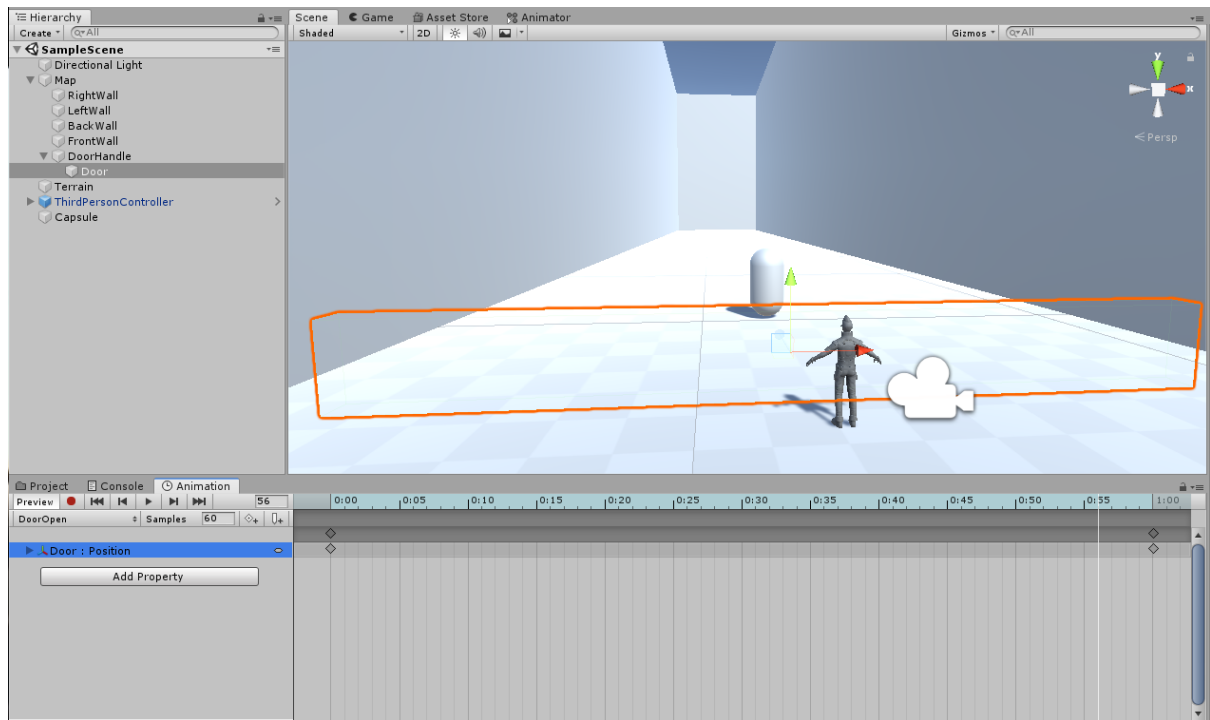 Hierarchy
Create All
SampleScene
Directional Light
Map
RightWall
LeftWall
BackWall
FrontWall
DoorHandle
Door
Terrain
ThirdPersonController
Capsule
Scene Game Asset Store Animator
Shaded 2D Gizmos All
y
x
Persp
Project Console Animation
Preview 56 0:00 0:05 0:10 0:15 0:20 0:25 0:30 0:35 0:40 0:45 0:50 0:55 1:00
DoorOpen Samples 60
Door : Position
Add Property